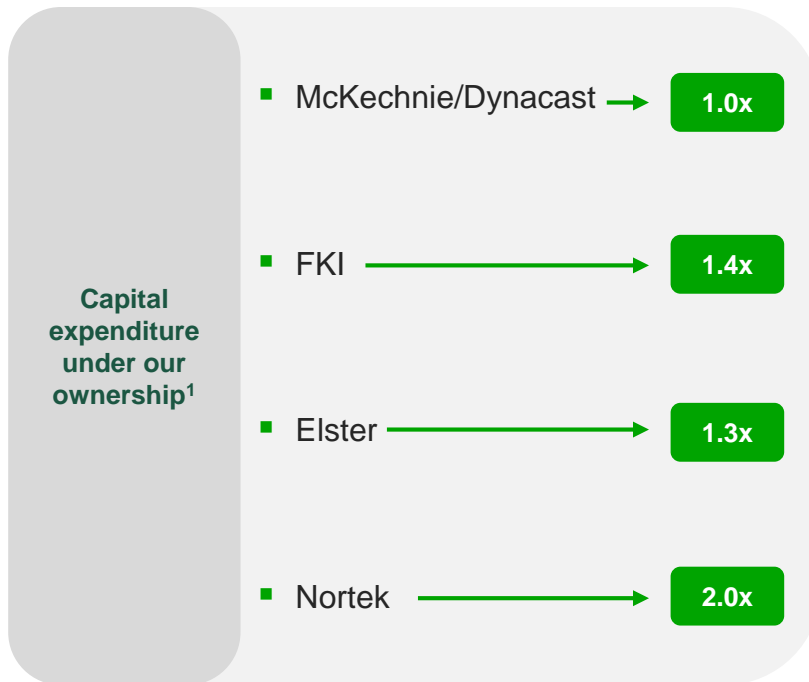 Capital
expenditure
under our
ownership¹
▪ McKechnie/Dynacast
1.0x
▪ FKI
1.4x
▪ Elster
1.3x
▪ Nortek
2.0x